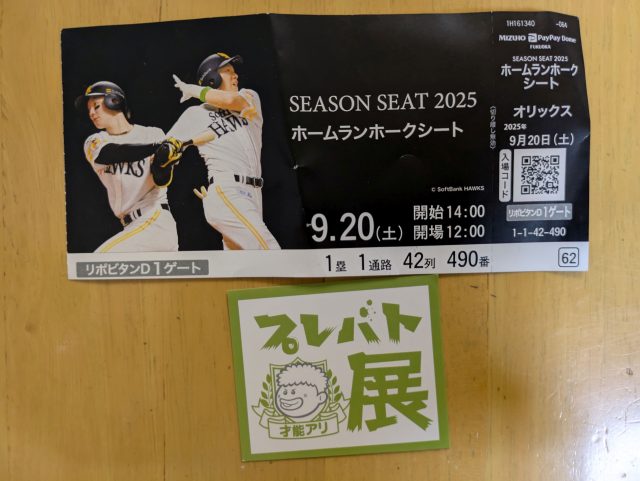 SEASON SEAT 2025
ホームランホークシート
© SoftBank HAWKS
9.20(土)
開始14:00
開場12:00
1塁 1通路 42列 490番
リポビタンD 1ゲート
HAWKS
1H161340 -084
MIZUHO PayPay Dome
FUKUOKA
SEASON SEAT 2025
ホームランホーク
シート
オリックス
2025年
9月20日(土)
入場コード
リポビタンD 1ゲート
1-1-42-490
62
プレバト
展
才能アリ